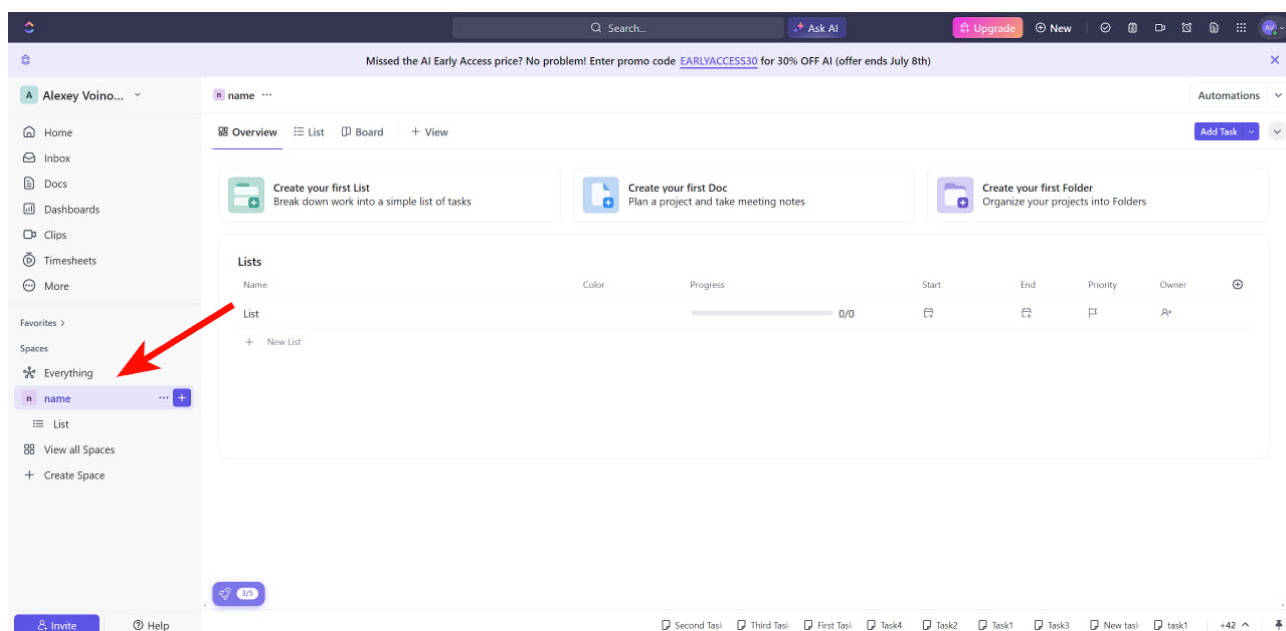 Search...
Ask AI
Upgrade
New
AV
Missed the AI Early Access price? No problem! Enter promo code EARLYACCESS30 for 30% OFF AI (offer ends July 8th)
A Alexey Voino...
n name ...
Automations
Home
Overview
List
Board
+ View
Add Task
Inbox
Docs
Dashboards
Clips
Timesheets
More
Create your first List
Break down work into a simple list of tasks
Create your first Doc
Plan a project and take meeting notes
Create your first Folder
Organize your projects into Folders
Lists
Name Color Progress Start End Priority Owner
List 0/0
+ New List
Favorites >
Spaces
Everything
n name ... +
List
View all Spaces
+ Create Space
3/5
Invite
Help
Second Tasl
Third Tasl
First Tasl
Task4
Task2
Task1
Task3
New tasl
task1
+42